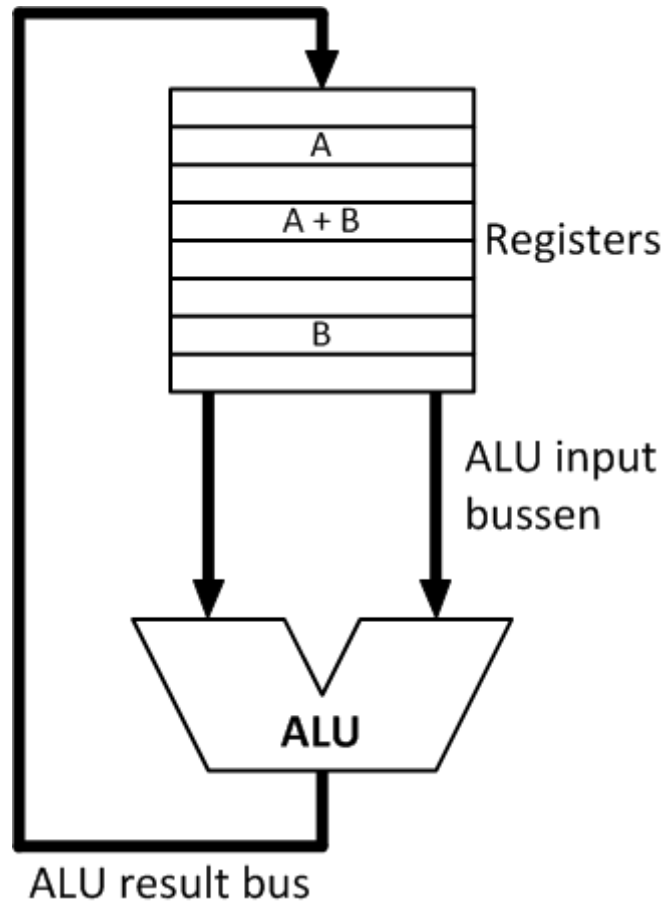 A
A + B
Registers
B
ALU input
bussen
ALU
ALU result bus